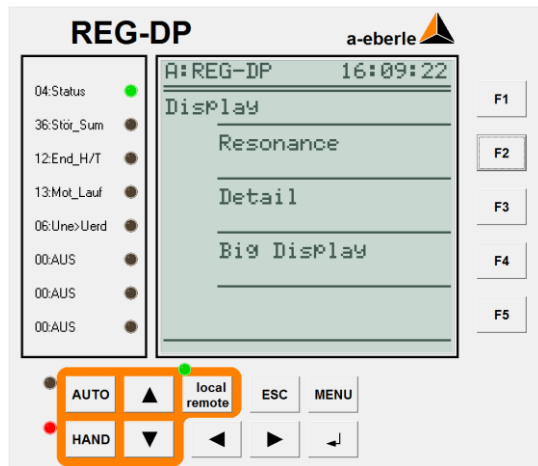 REG-DP
a-eberle
A:REG-DP 16:09:22
Display
Resonance
Detail
Big Display
04:Status
36:Stör_Sum
12:End_H/T
13:Mot_Lauf
06:Une>Uerd
00:AUS
00:AUS
00:AUS
F1
F2
F3
F4
F5
AUTO
local
remote
ESC
MENU
HAND